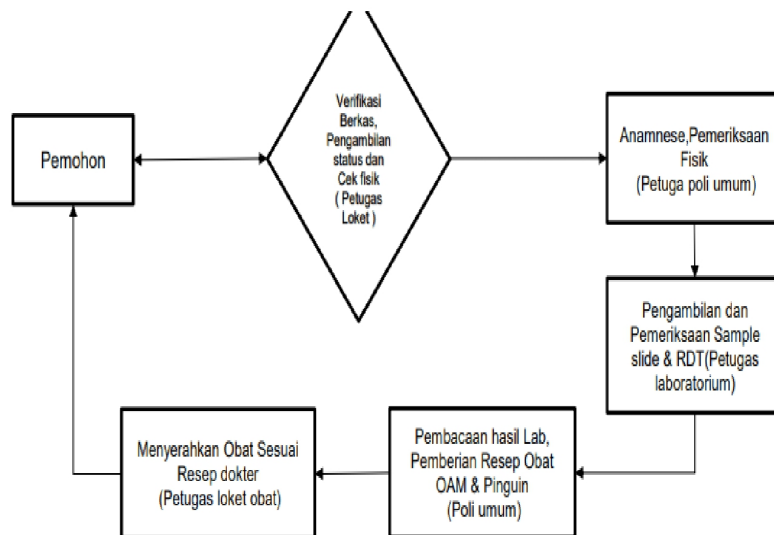 Pemohon
Verifikasi
Berkas,
Pengambilan
status dan
Cek fisik
( Petugas
Loket )
Anamnese,Pemeriksaan
Fisik
(Petuga poli umum)
Pengambilan dan
Pemeriksaan Sample
slide & RDT(Petugas
laboratorium)
Pembacaan hasil Lab,
Pemberian Resep Obat
OAM & Pinguin
(Poli umum)
Menyerahkan Obat Sesuai
Resep dokter
(Petugas loket obat)